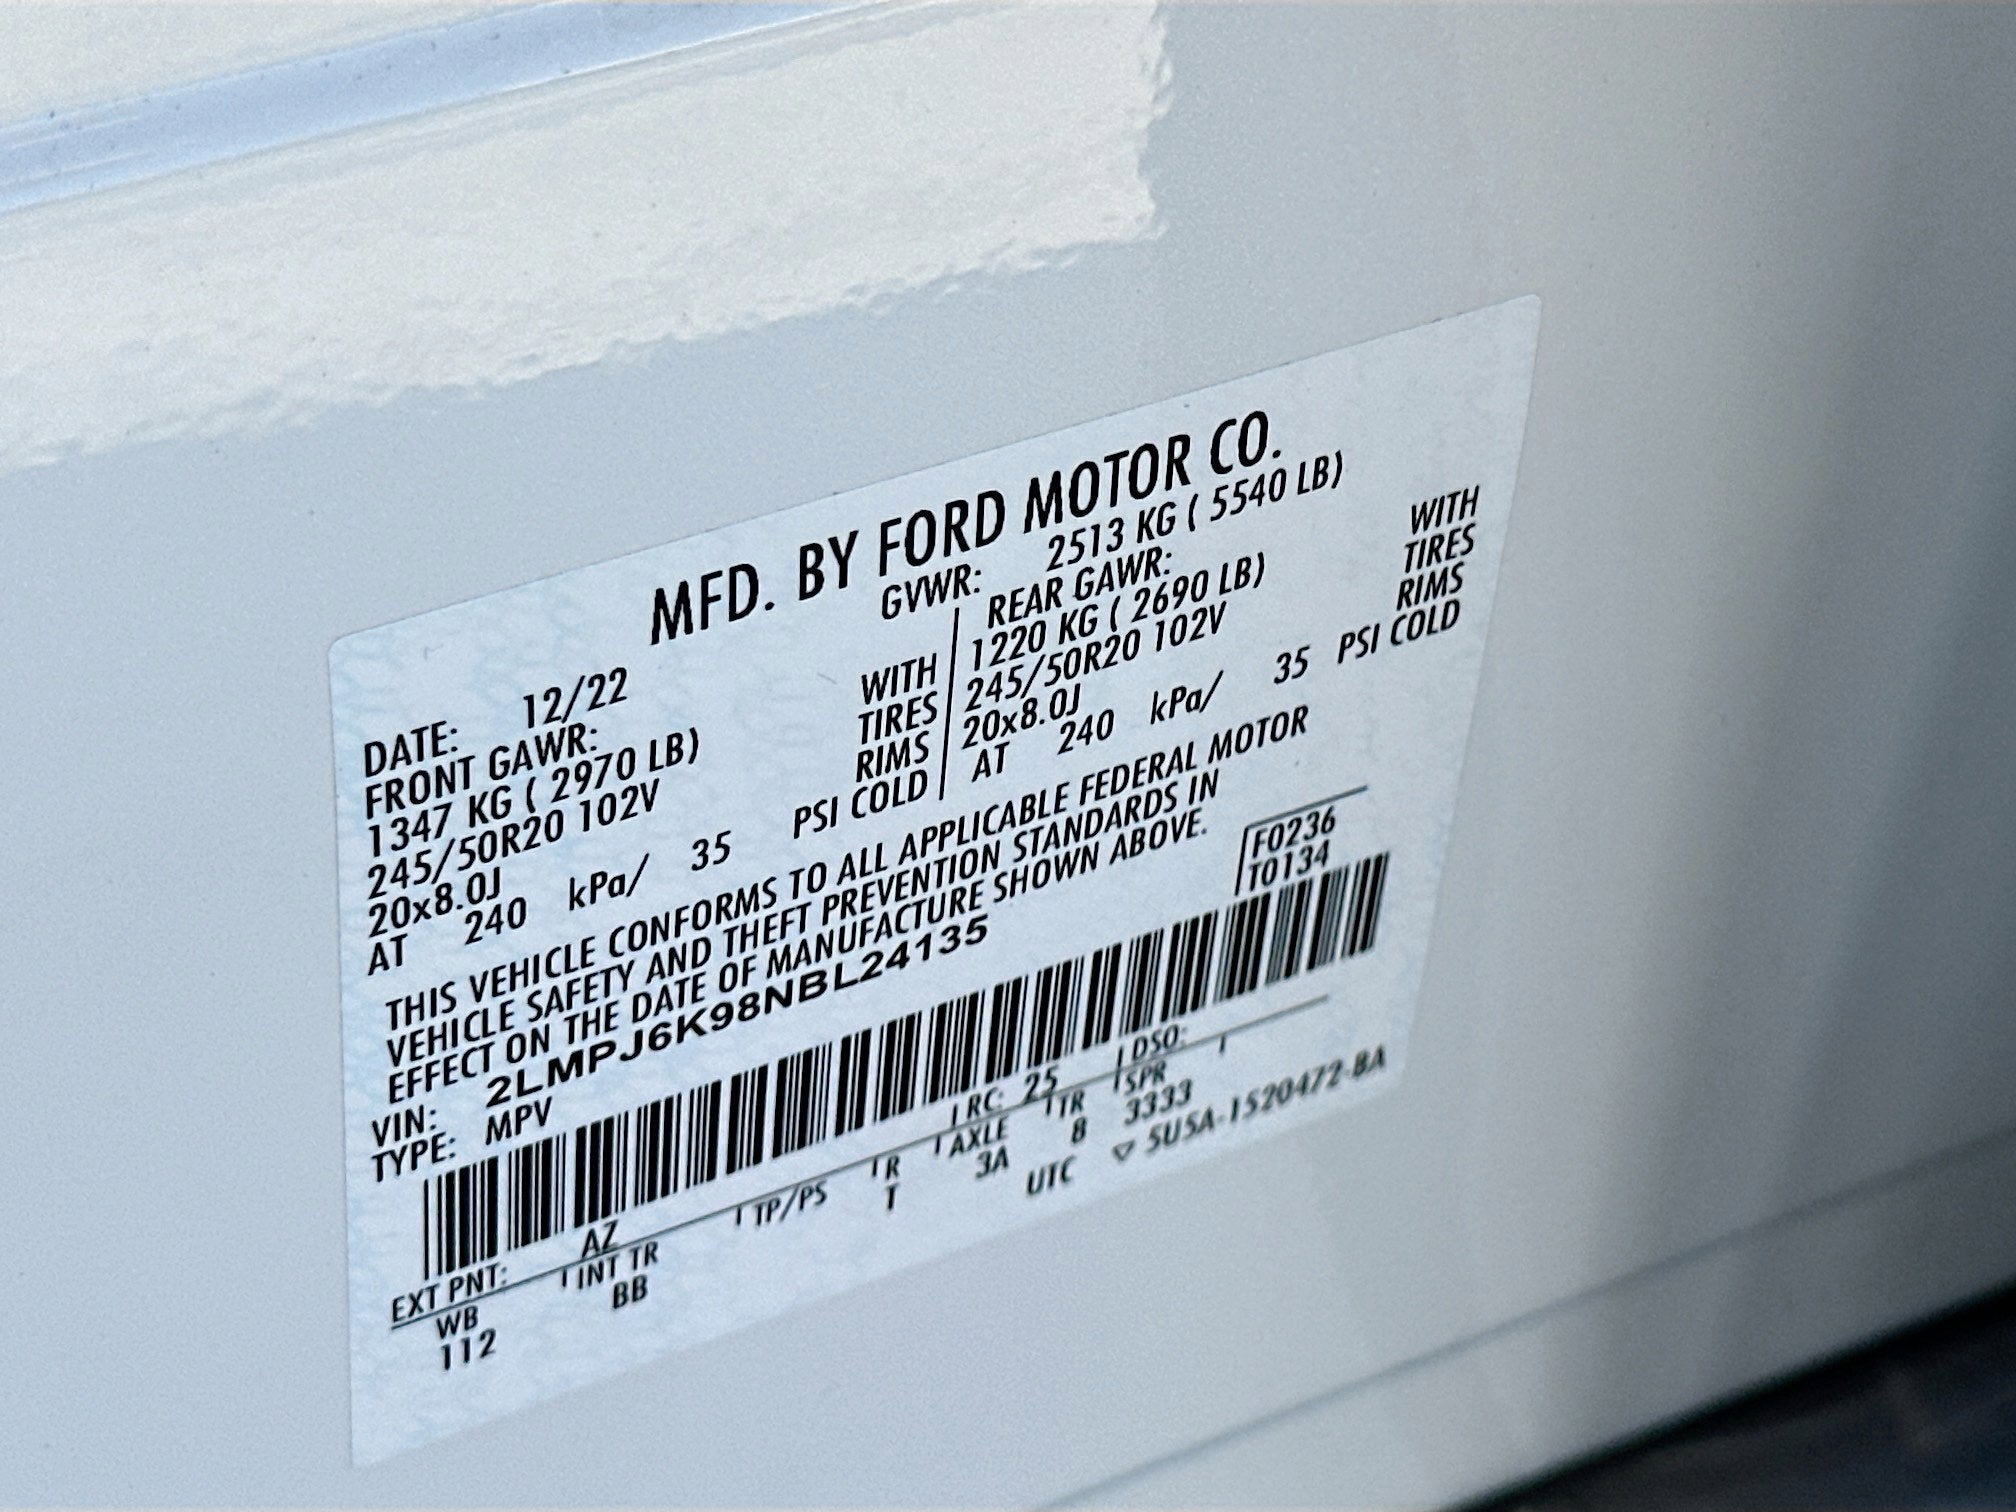 MFD. BY FORD MOTOR CO.
DATE: 12/22 GVWR: 2513 KG ( 5540 LB)
FRONT GAWR: REAR GAWR:
1347 KG ( 2970 LB) WITH 1220 KG ( 2690 LB) WITH
245/50R20 102V TIRES 245/50R20 102V TIRES
20x8.0J RIMS 20x8.0J RIMS
AT 240 kPa/ 35 PSI COLD AT 240 kPa/ 35 PSI COLD
THIS VEHICLE CONFORMS TO ALL APPLICABLE FEDERAL MOTOR
VEHICLE SAFETY AND THEFT PREVENTION STANDARDS IN
EFFECT ON THE DATE OF MANUFACTURE SHOWN ABOVE.
VIN: 2LMPJ6K98NBL24135 F0236
TYPE: MPV T0134
EXT PNT: AZ RC: 25 DSO:
WB INT TR TP/PS R AXLE TR SPR
112 BB T 3A 8 3333
UTC ▽ 5U5A-1520472-BA